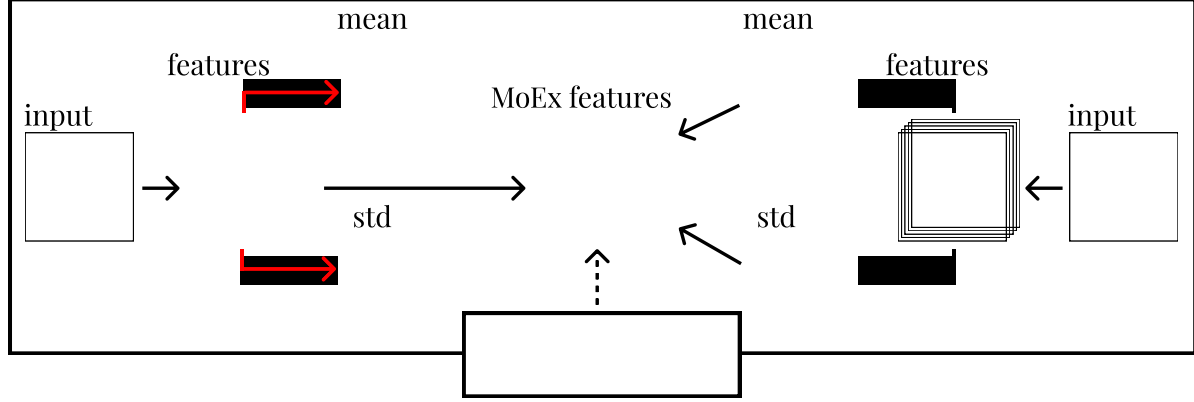 mean
mean
features
features
MoEx features
input
input
std
std